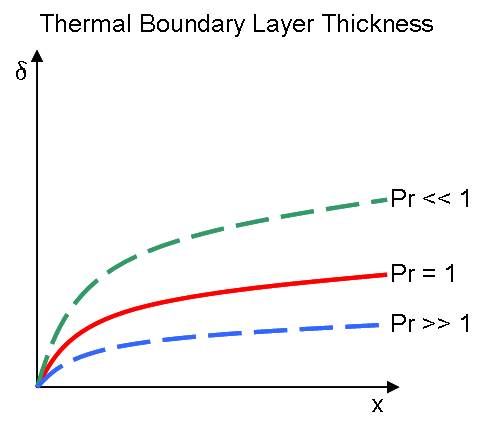 Thermal Boundary Layer Thickness
δ
Pr << 1
Pr = 1
Pr >> 1
x